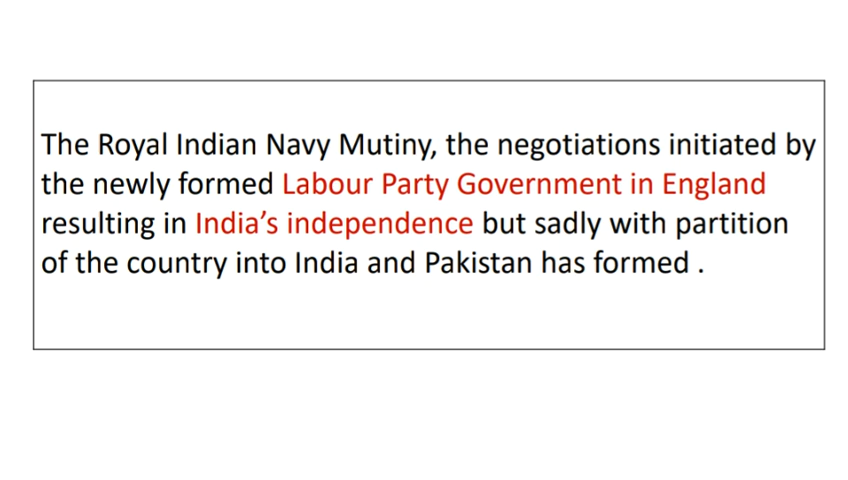 The Royal Indian Navy Mutiny, the negotiations initiated by
the newly formed Labour Party Government in England
resulting in India's independence but sadly with partition
of the country into India and Pakistan has formed .